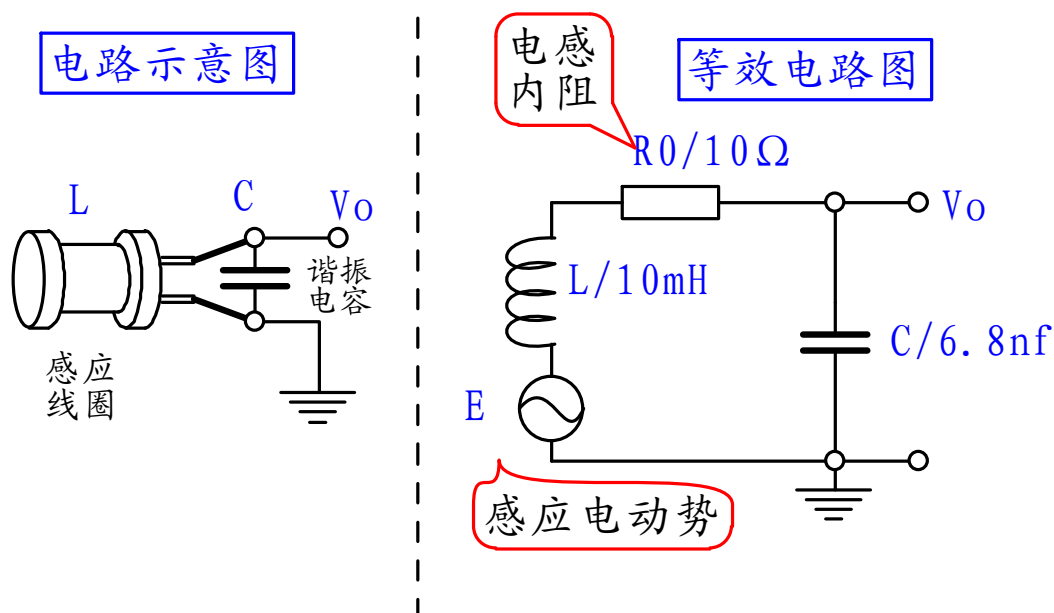 电路示意图
L
C
Vo
谐振
电容
感应
线圈
电感
内阻
等效电路图
R0/10Ω
Vo
L/10mH
C/6.8nf
E
感应电动势